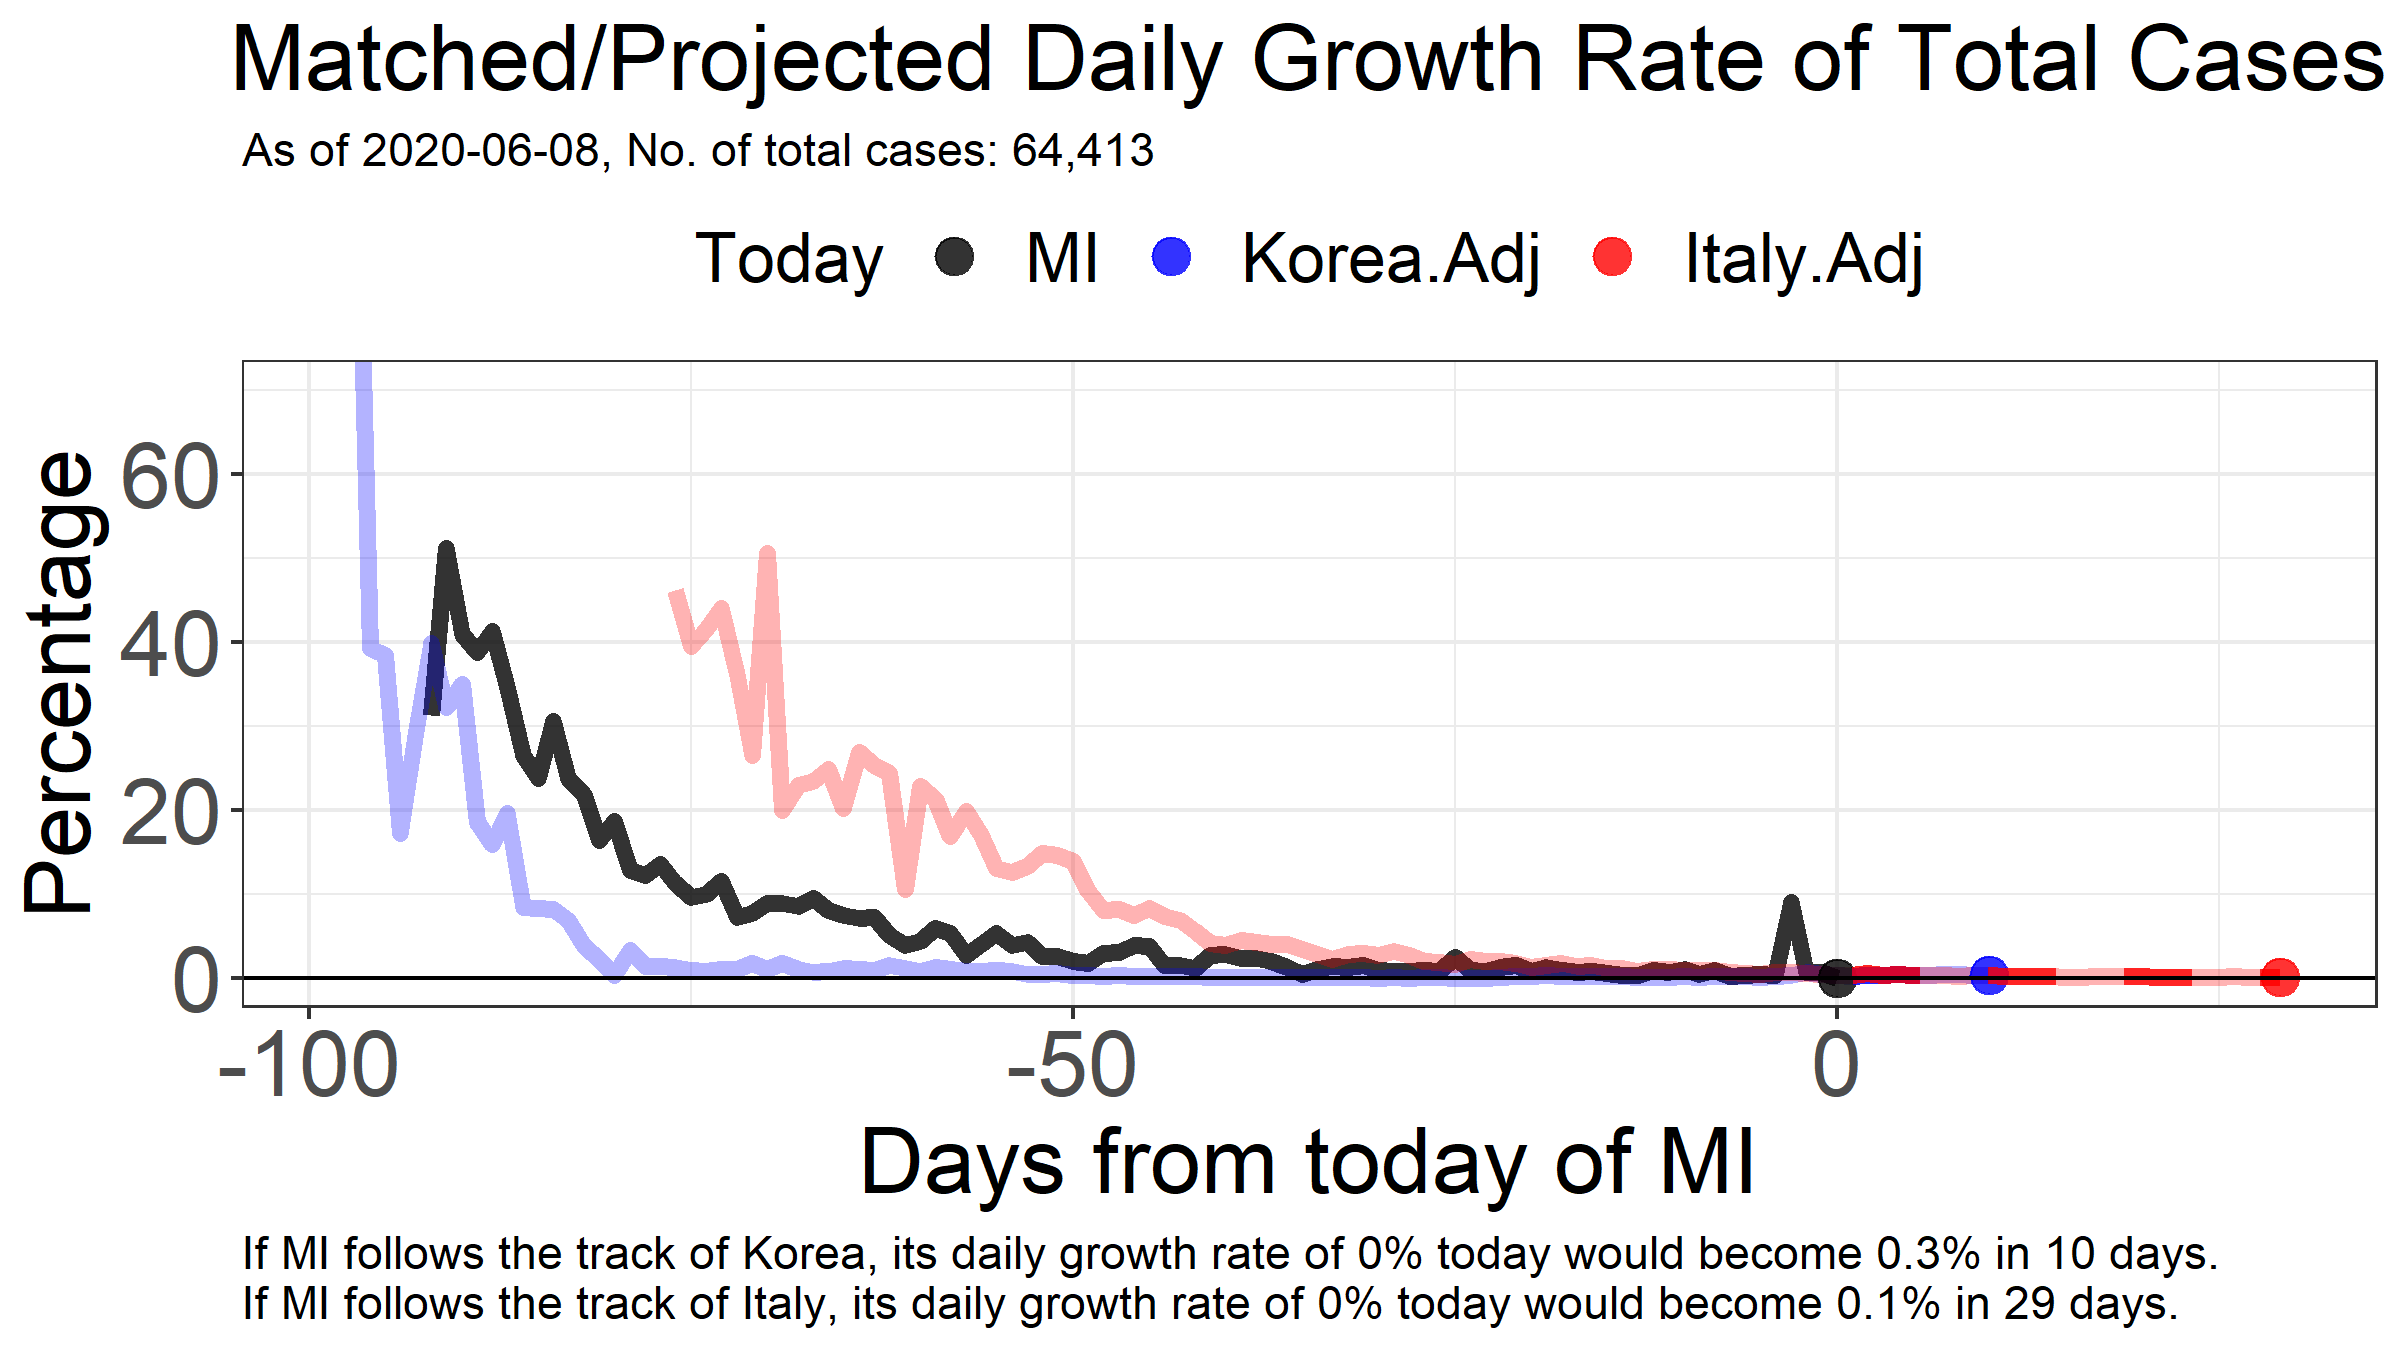 Matched/Projected Daily Growth Rate of Total Cases
As of 2020-06-08, No. of total cases: 64,413
Today MI Korea.Adj Italy.Adj
Percentage
60
40
20
0
-100 -50 0
Days from today of MI
If MI follows the track of Korea, its daily growth rate of 0% today would become 0.3% in 10 days.
If MI follows the track of Italy, its daily growth rate of 0% today would become 0.1% in 29 days.